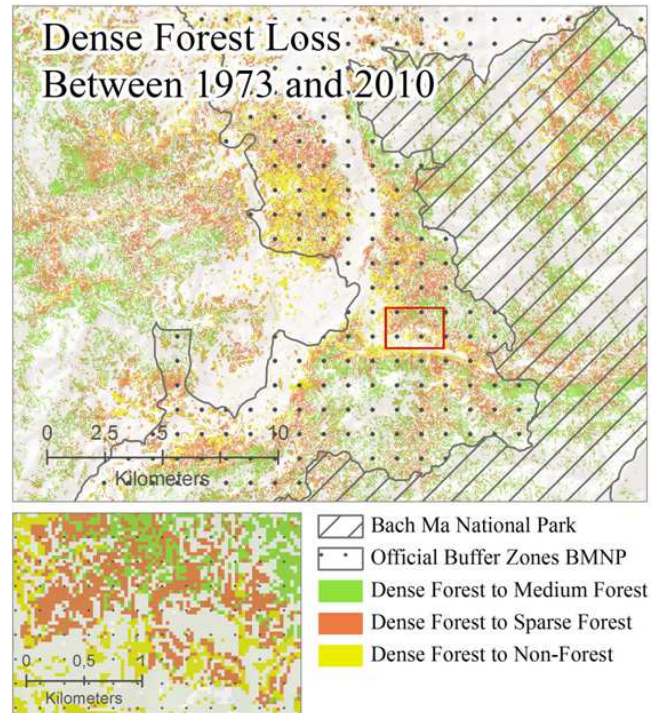 Dense Forest Loss
Between 1973 and 2010
0 2,5 5 10
Kilometers
0 0,5 1
Kilometers
Bach Ma National Park
Official Buffer Zones BMNP
Dense Forest to Medium Forest
Dense Forest to Sparse Forest
Dense Forest to Non-Forest